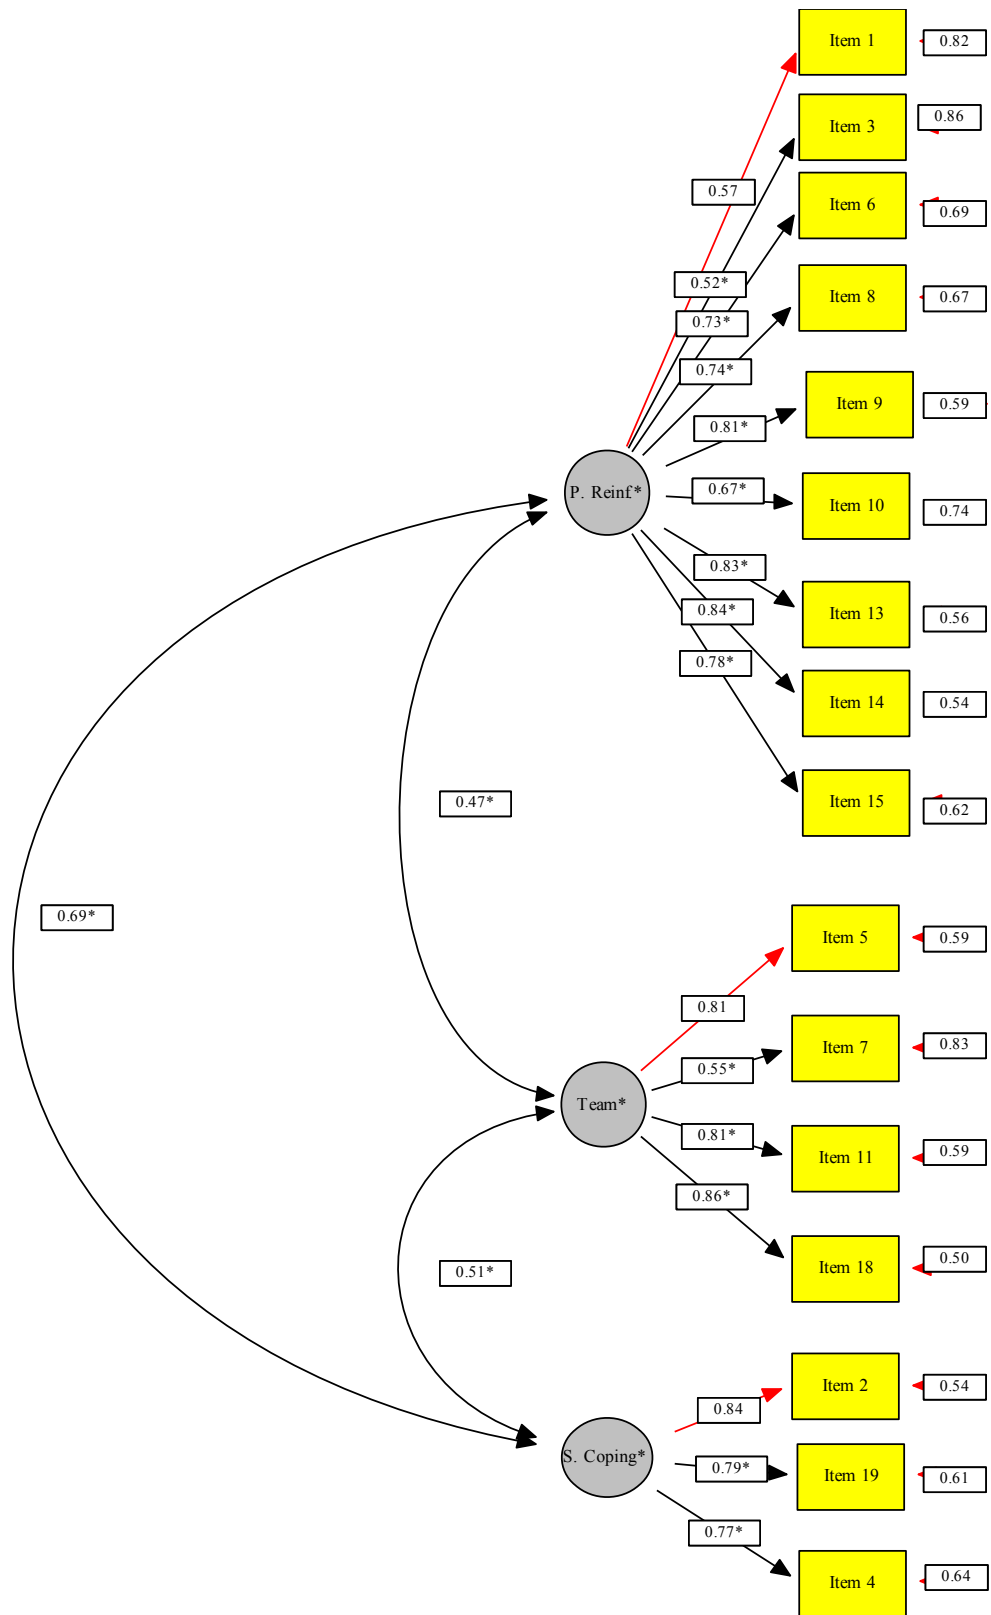 Item 1
0.82
Item 3
0.86
0.57
Item 6
0.69
0.52*
Item 8
0.67
0.73*
0.74*
Item 9
0.59
0.81*
P. Reinf*
0.67*
Item 10
0.74
0.83*
Item 13
0.56
0.84*
0.78*
Item 14
0.54
0.47*
Item 15
0.62
0.69*
Item 5
0.59
0.81
Item 7
0.83
0.55*
Team*
0.81*
Item 11
0.59
0.86*
0.51*
Item 18
0.50
Item 2
0.54
0.84
S. Coping*
0.79*
Item 19
0.61
0.77*
Item 4
0.64